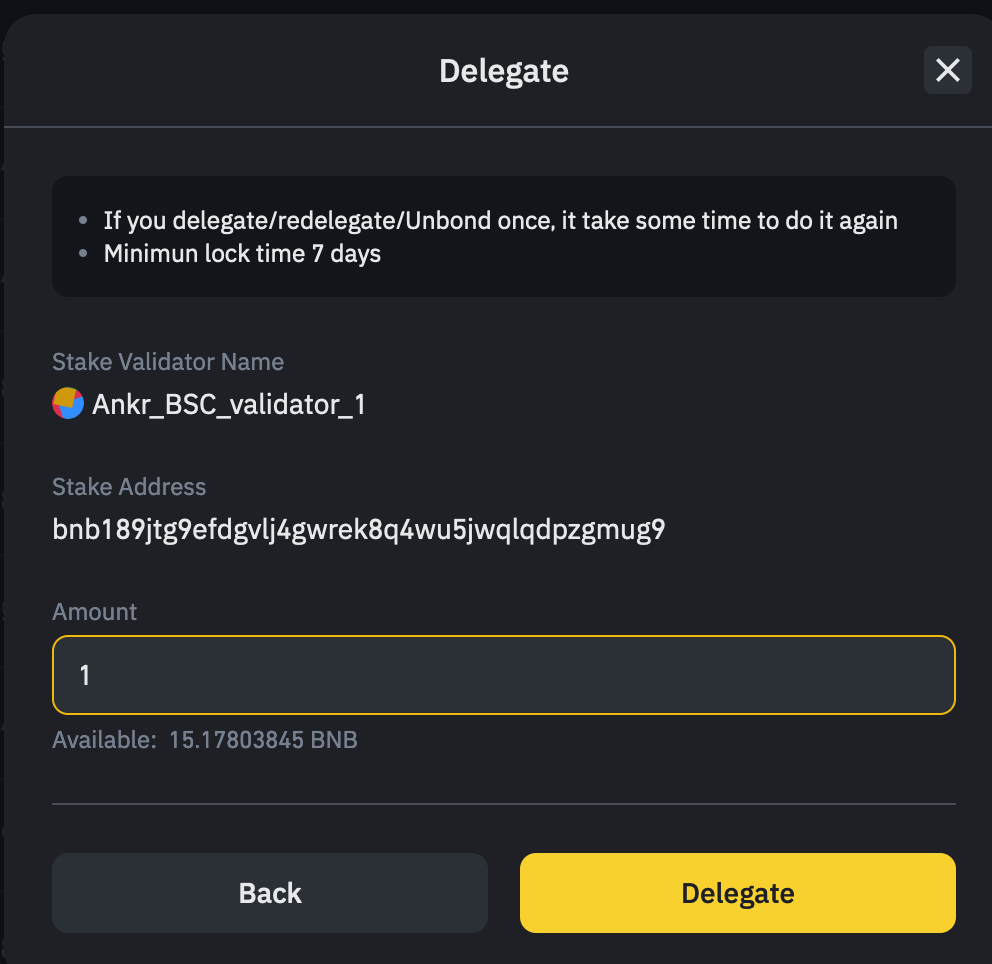 Delegate
If you delegate/redelegate/Unbond once, it take some time to do it again
Minimun lock time 7 days
Stake Validator Name
Ankr_BSC_validator_1
Stake Address
bnb189jtg9efdgvlj4gwrek8q4wu5jwqlqdpzgmug9
Amount
1
Available: 15.17803845 BNB
Back
Delegate